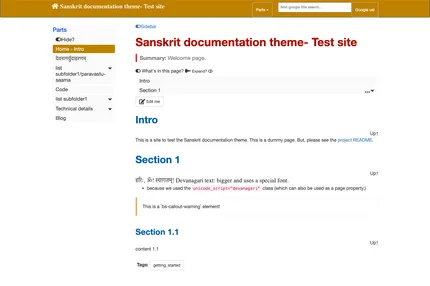 Sanskrit documentation theme- Test site
Parts
Google us!
Parts
Hide?
Home - Intro
list
subfolder1/paravastu-
saama
Code
list subfolder1
Technical details
Blog
Sidebar
Sanskrit documentation theme- Test site
Summary: Welcome page.
What's in this page? Expand?
Intro
Section 1
Edit me
Intro
Up↑
This is a site to test the Sanskrit documentation theme. This is a dummy page. But, please see the project README.
Section 1
Up↑
हरिः, ॐ! स्वागतम्! Devanagari text: bigger and uses a special font.
because we used the unicode_script="devanagari" class (which can also be used as a page property)
This is a 'bs-callout-warning' element!
Section 1.1
Up↑
content 1.1
Tags: getting_started